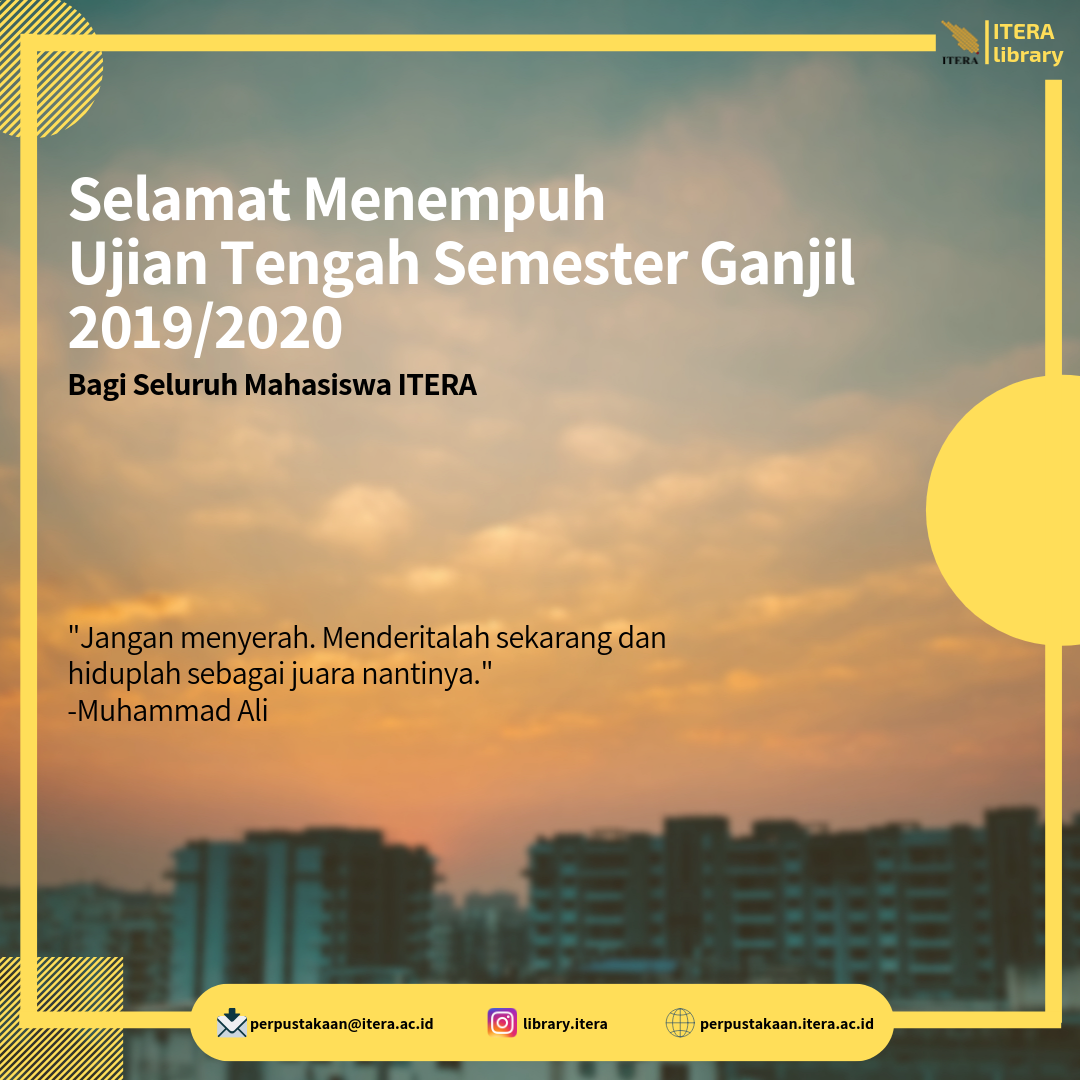 ITERA
ITERA
library
Selamat Menempuh
Ujian Tengah Semester Ganjil
2019/2020
Bagi Seluruh Mahasiswa ITERA
"Jangan menyerah. Menderitalah sekarang dan
hiduplah sebagai juara nantinya."
-Muhammad Ali
perpustakaan@itera.ac.id
library.itera
perpustakaan.itera.ac.id